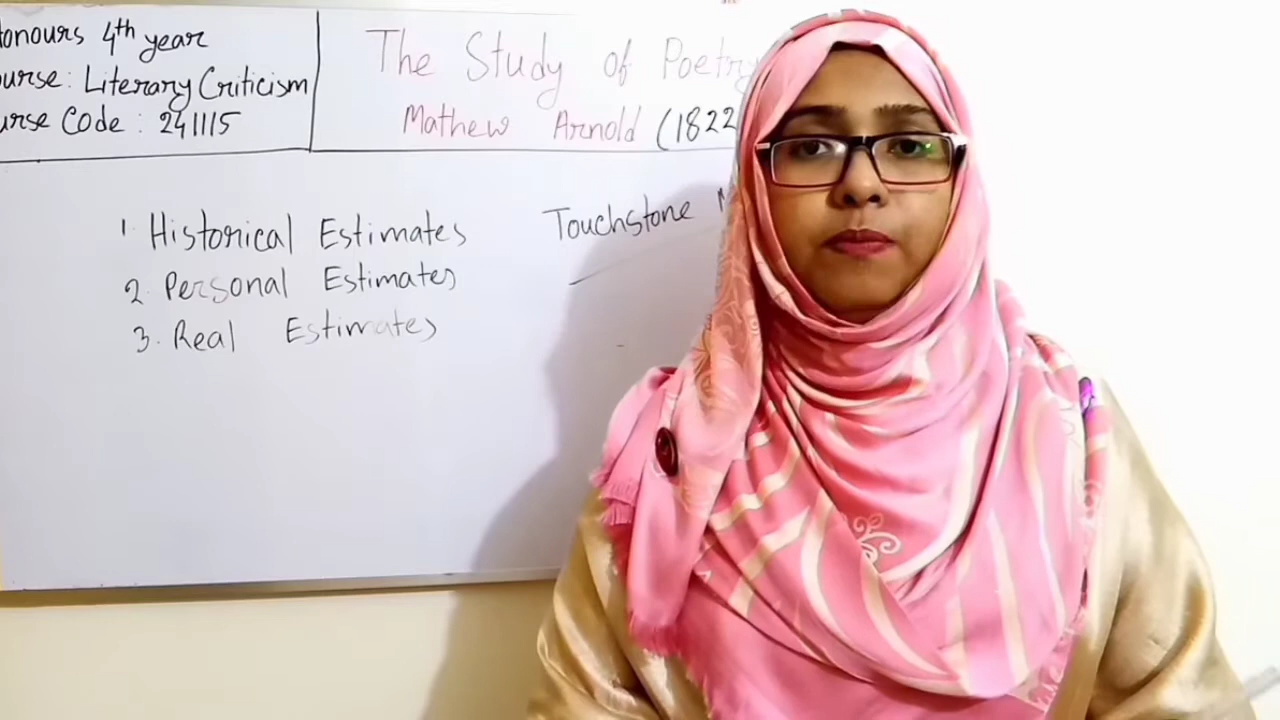 onours 4th year
urse: Literary Criticism
urse Code : 241115
The Study of Poetry
Mathew Arnold (1822
1. Historical Estimates
2. Personal Estimates
3. Real Estimates
Touchstone